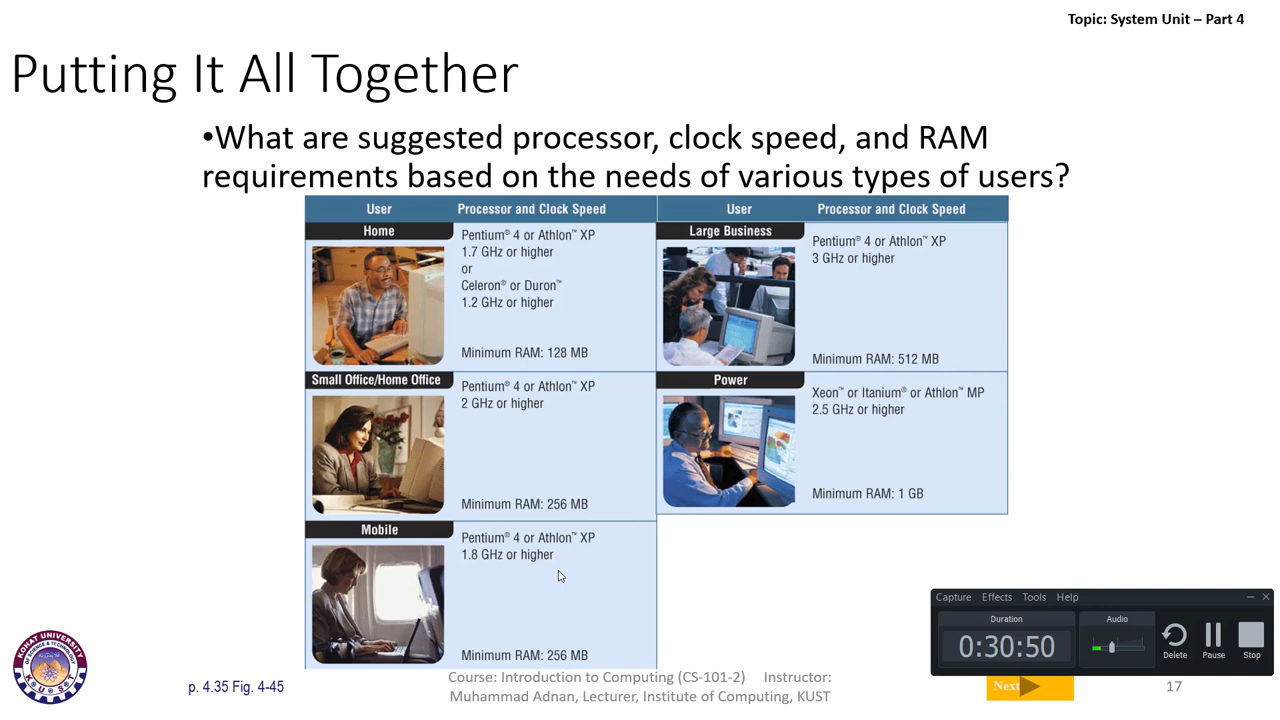 Topic: System Unit – Part 4
Putting It All Together
•What are suggested processor, clock speed, and RAM
requirements based on the needs of various types of users?
User
Processor and Clock Speed
User
Processor and Clock Speed
Home
Pentium® 4 or Athlon™ XP
1.7 GHz or higher
or
Celeron® or Duron™
1.2 GHz or higher
Minimum RAM: 128 MB
Large Business
Pentium® 4 or Athlon™ XP
3 GHz or higher
Minimum RAM: 512 MB
Small Office/Home Office
Pentium® 4 or Athlon™ XP
2 GHz or higher
Minimum RAM: 256 MB
Power
Xeon™ or Itanium® or Athlon™ MP
2.5 GHz or higher
Minimum RAM: 1 GB
Mobile
Pentium® 4 or Athlon™ XP
1.8 GHz or higher
Minimum RAM: 256 MB
Capture Effects Tools Help
Duration
0:30:50
Audio
Delete
Pause
Stop
KOHAT UNIVERSITY
OF SCIENCE & TECHNOLOGY
K U S T
p. 4.35 Fig. 4-45
Course: Introduction to Computing (CS-101-2) Instructor:
Muhammad Adnan, Lecturer, Institute of Computing, KUST
Next
17